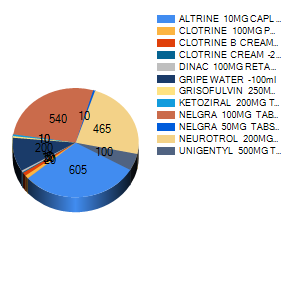 ALTRINE 10MG CAPL...
CLOTRINE 100MG P...
CLOTRINE B CREAM...
CLOTRINE CREAM -2...
DINAC 100MG RETA...
GRIPE WATER -100ml
GRISOFULVIN 250M...
KETOZIRAL 200MG T...
NELGRA 100MG TAB...
NELGRA 50MG TABS...
NEUROTROL 200MG...
UNIGENTYL 500MG T...
540
10
465
10
200
100
20
605